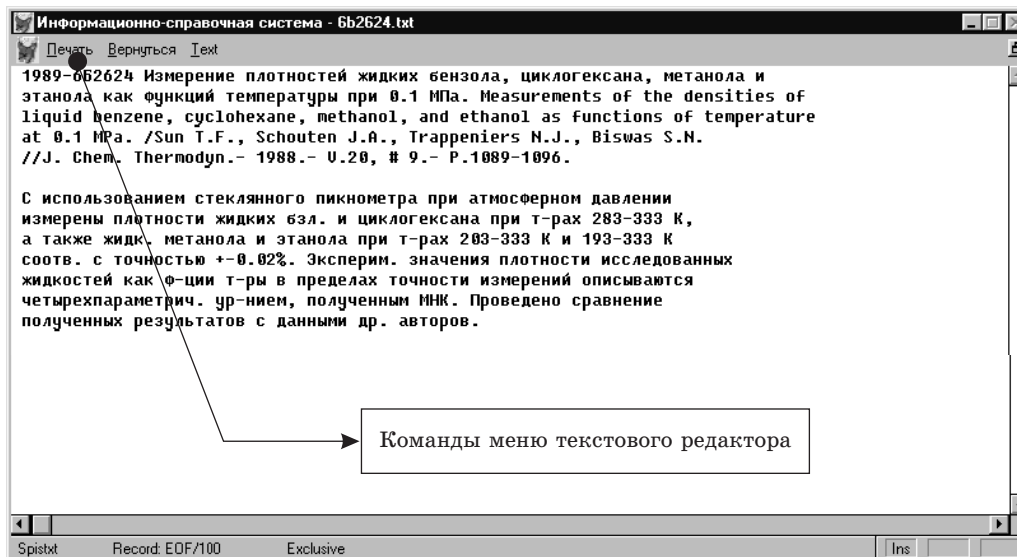 Информационно-справочная система - 6b2624.txt
Печать Вернуться Text
1989-6Б2624 Измерение плотностей жидких бензола, циклогексана, метанола и
этанола как функций температуры при 0.1 МПа. Measurements of the densities of
liquid benzene, cyclohexane, methanol, and ethanol as functions of temperature
at 0.1 MPa. /Sun T.F., Schouten J.A., Trappeniers N.J., Biswas S.N.
//J. Chem. Thermodyn.- 1988.- V.20, # 9.- P.1089-1096.
С использованием стеклянного пикнометра при атмосферном давлении
измерены плотности жидких бзл. и циклогексана при т-рах 283-333 К,
а также жидк. метанола и этанола при т-рах 203-333 К и 193-333 К
соотв. с точностью +-0.02%. Эксперим. значения плотности исследованных
жидкостей как ф-ции т-ры в пределах точности измерений описываются
четырехпараметрич. ур-нием, полученным МНК. Проведено сравнение
полученных результатов с данными др. авторов.
Команды меню текстового редактора
Spistxt Record: EOF/100 Exclusive Ins